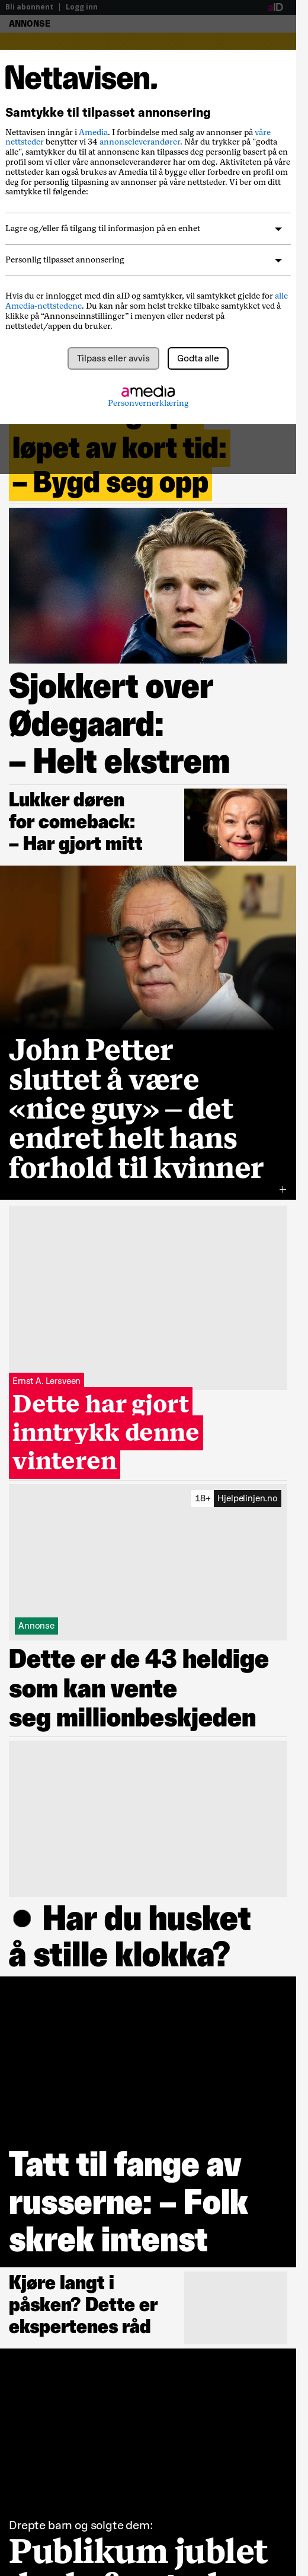 Bli abonnent | Logg inn
aID
ANNONSE
Nettavisen.
Samtykke til tilpasset annonsering
Nettavisen inngår i Amedia. I forbindelse med salg av annonser på våre
nettsteder benytter vi 34 annonseleverandører. Når du trykker på "godta
alle", samtykker du til at annonsene kan tilpasses deg personlig basert på en
profil som vi eller våre annonseleverandører har om deg. Aktiviteten på våre
nettsteder kan også brukes av Amedia til å bygge eller forbedre en profil om
deg for personlig tilpasning av annonser på våre nettsteder. Vi ber om ditt
samtykke til følgende:
Lagre og/eller få tilgang til informasjon på en enhet
Personlig tilpasset annonsering
Hvis du er innlogget med din aID og samtykker, vil samtykket gjelde for alle
Amedia-nettstedene. Du kan når som helst trekke tilbake samtykket ved å
klikke på “Annonseinnstillinger” i menyen eller nederst på
nettstedet/appen du bruker.
Tilpass eller avvis
Godta alle
amedia
Personvernerklæring
løpet av kort tid:
– Bygd seg opp
Sjokkert over
Ødegaard:
– Helt ekstrem
Lukker døren
for comeback:
– Har gjort mitt
John Petter
sluttet å være
«nice guy» – det
endret helt hans
forhold til kvinner
Ernst A. Lersveen
Dette har gjort
inntrykk denne
vinteren
18+ Hjelpelinjen.no
Annonse
Dette er de 43 heldige
som kan vente
seg millionbeskjeden
● Har du husket
å stille klokka?
Tatt til fange av
russerne: – Folk
skrek intenst
Kjøre langt i
påsken? Dette er
ekspertenes råd
Drepte barn og solgte dem:
Publikum jublet